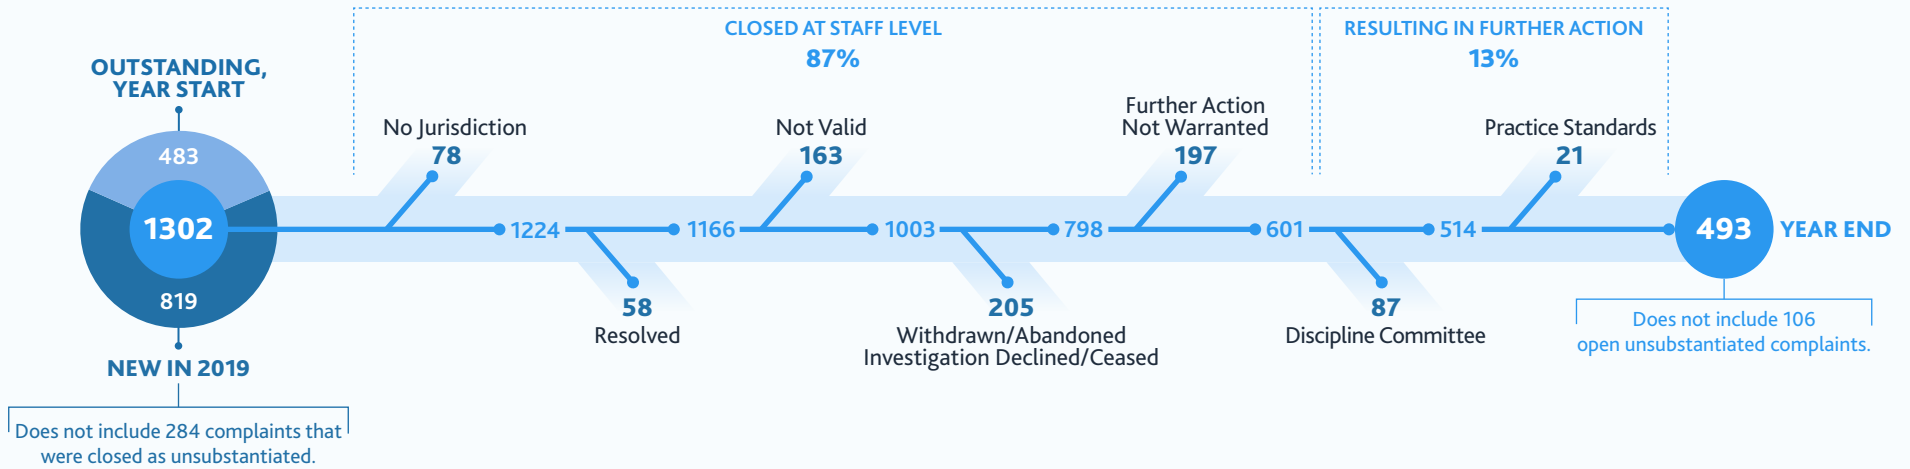 CLOSED AT STAFF LEVEL
87%
RESULTING IN FURTHER ACTION
13%
OUTSTANDING,
YEAR START
483
1302
819
NEW IN 2019
Does not include 284 complaints that
were closed as unsubstantiated.
No Jurisdiction
78
1224
58
Resolved
1166
Not Valid
163
1003
205
Withdrawn/Abandoned
Investigation Declined/Ceased
798
Further Action
Not Warranted
197
601
87
Discipline Committee
514
Practice Standards
21
493
YEAR END
Does not include 106
open unsubstantiated complaints.